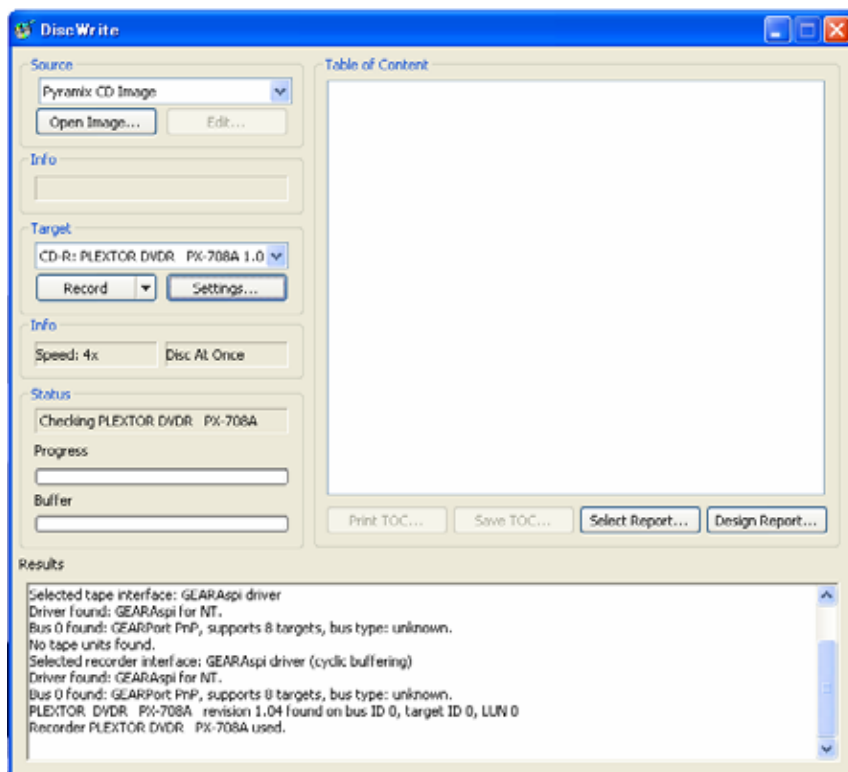 DiscWrite
Source
Pyramix CD Image
Open Image...
Edit...
Info
Target
CD-R: PLEXTOR DVDR PX-708A 1.0
Record
Settings...
Info
Speed: 4x
Disc At Once
Status
Checking PLEXTOR DVDR PX-708A
Progress
Buffer
Table of Content
Print TOC...
Save TOC...
Select Report...
Design Report...
Results
Selected tape interface: GEARAspi driver
Driver found: GEARAspi for NT.
Bus 0 found: GEARPort PnP, supports 8 targets, bus type: unknown.
No tape units found.
Selected recorder interface: GEARAspi driver (cyclic buffering)
Driver found: GEARAspi for NT.
Bus 0 found: GEARPort PnP, supports 8 targets, bus type: unknown.
PLEXTOR DVDR PX-708A revision 1.04 found on bus ID 0, target ID 0, LUN 0
Recorder PLEXTOR DVDR PX-708A used.